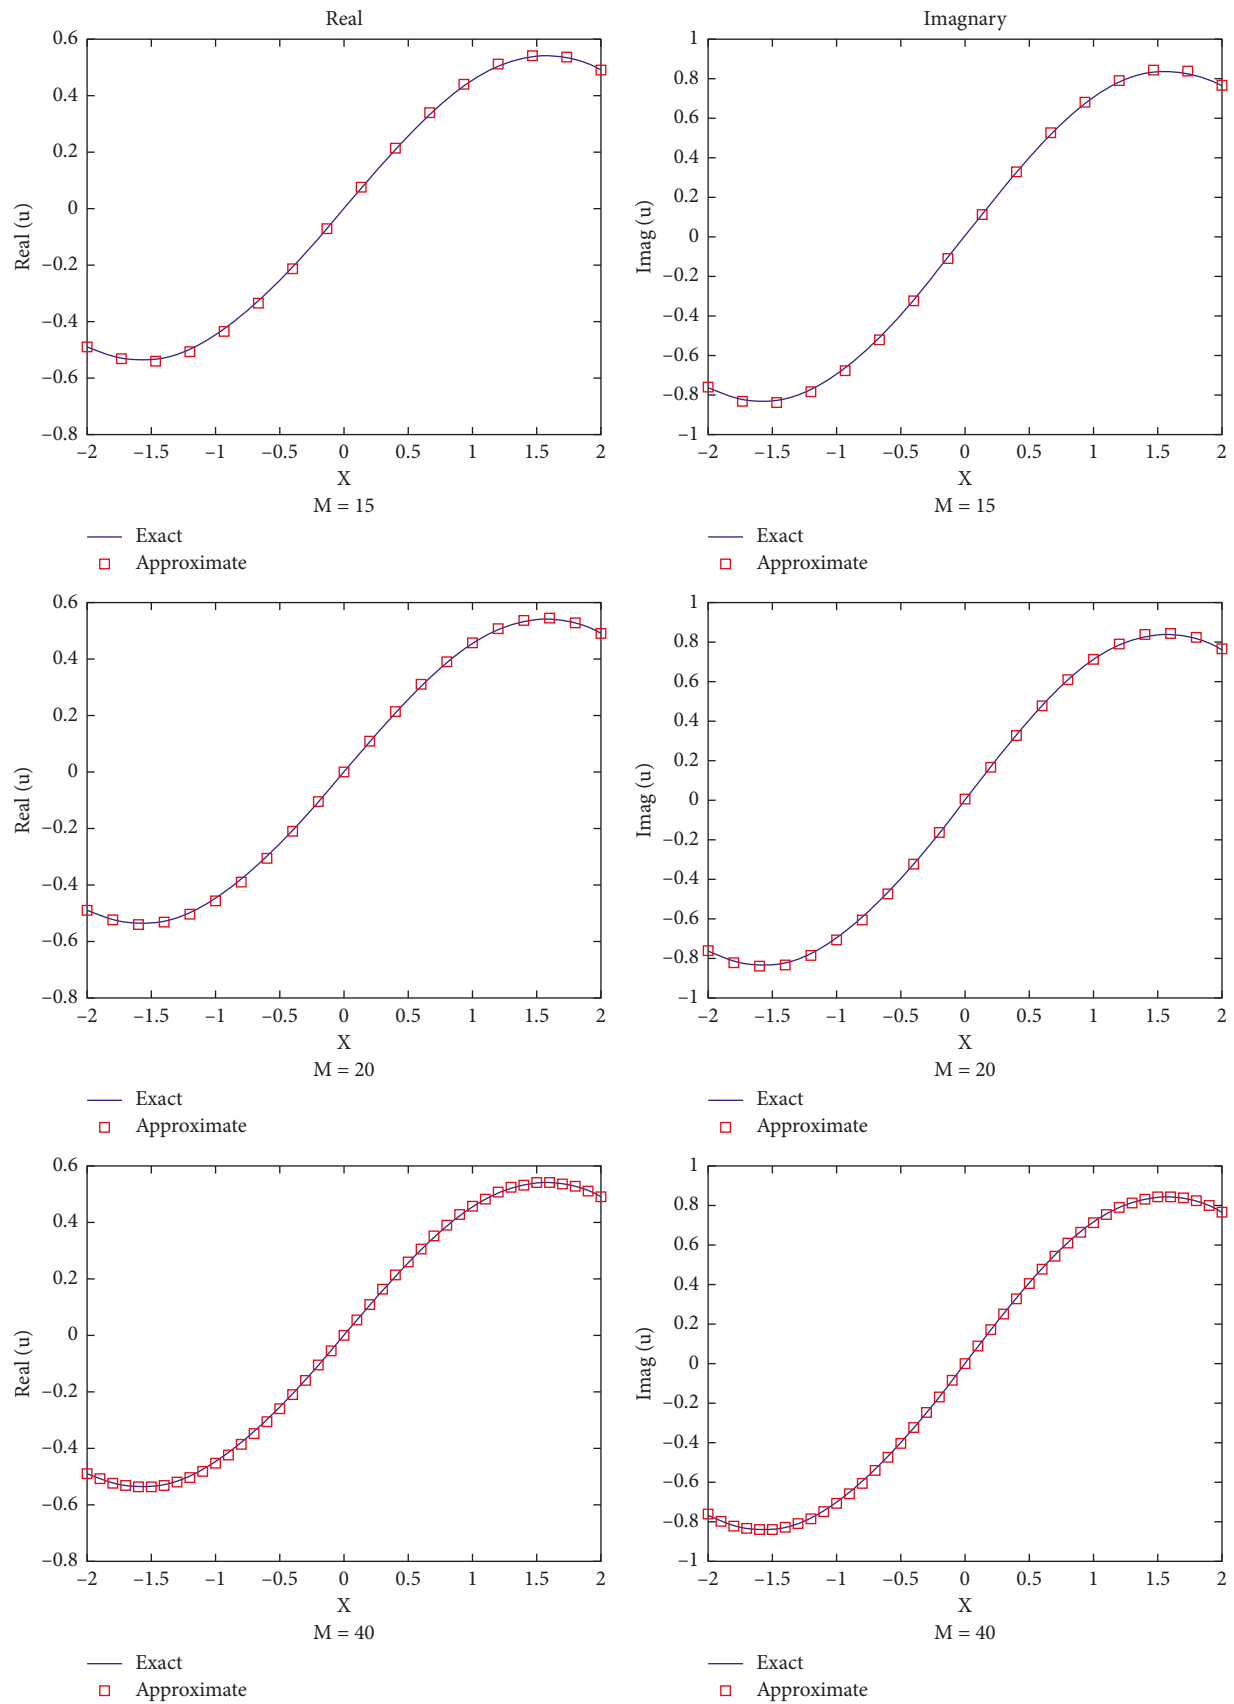 Real
0.6
0.4
0.2
0
–0.2
–0.4
–0.6
–0.8
Real (u)
–2 –1.5 –1 –0.5 0 0.5 1 1.5 2
X
M = 15
Exact
Approximate
Imagnary
1
0.8
0.6
0.4
0.2
0
–0.2
–0.4
–0.6
–0.8
–1
Imag (u)
–2 –1.5 –1 –0.5 0 0.5 1 1.5 2
X
M = 15
Exact
Approximate
0.6
0.4
0.2
0
–0.2
–0.4
–0.6
–0.8
Real (u)
–2 –1.5 –1 –0.5 0 0.5 1 1.5 2
X
M = 20
Exact
Approximate
1
0.8
0.6
0.4
0.2
0
–0.2
–0.4
–0.6
–0.8
–1
Imag (u)
–2 –1.5 –1 –0.5 0 0.5 1 1.5 2
X
M = 20
Exact
Approximate
0.6
0.4
0.2
0
–0.2
–0.4
–0.6
–0.8
Real (u)
–2 –1.5 –1 –0.5 0 0.5 1 1.5 2
X
M = 40
Exact
Approximate
1
0.8
0.6
0.4
0.2
0
–0.2
–0.4
–0.6
–0.8
–1
Imag (u)
–2 –1.5 –1 –0.5 0 0.5 1 1.5 2
X
M = 40
Exact
Approximate